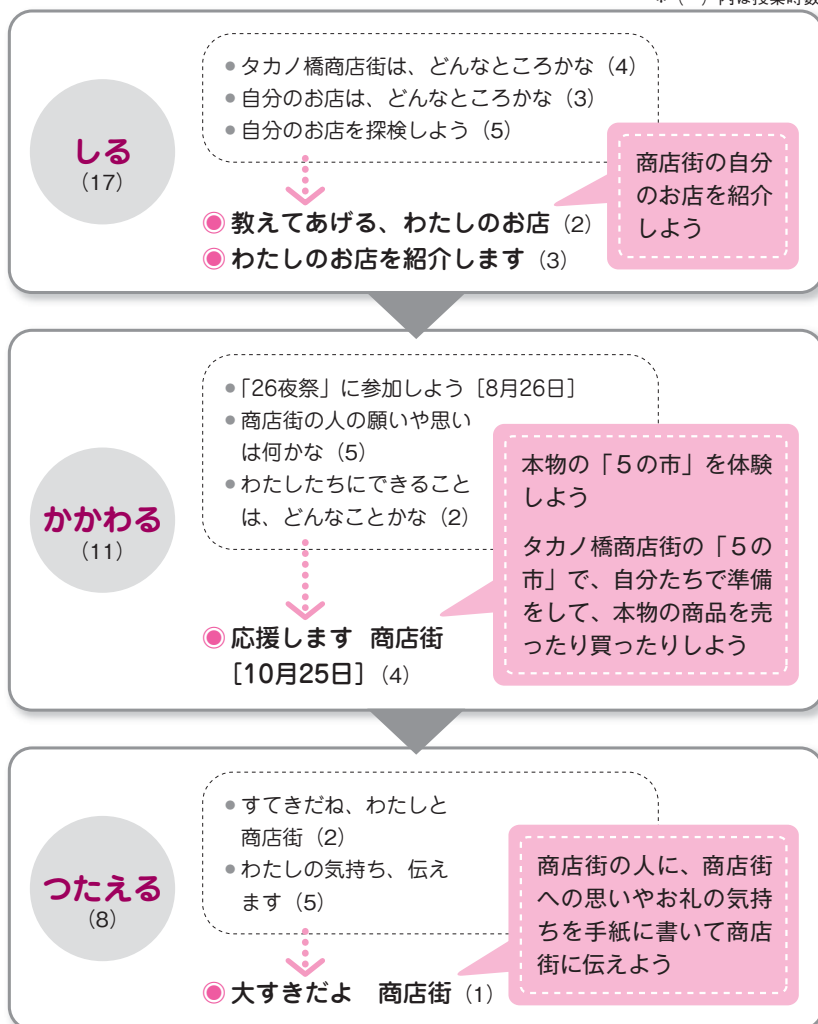 ＊（　）内は授業時数
しる
（17）
● タカノ橋商店街は、どんなところかな（4）
● 自分のお店は、どんなところかな（3）
● 自分のお店を探検しよう（5）
◉ 教えてあげる、わたしのお店（2）
◉ わたしのお店を紹介します（3）
商店街の自分
のお店を紹介
しよう
かかわる
（11）
● 「26夜祭」に参加しよう［8月26日］
● 商店街の人の願いや思い
は何かな（5）
● わたしたちにできること
は、どんなことかな（2）
◉ 応援します　商店街
［10月25日］（4）
本物の「５の市」を体験
しよう
タカノ橋商店街の「５の
市」で、自分たちで準備
をして、本物の商品を売
ったり買ったりしよう
つたえる
（8）
● すてきだね、わたしと
商店街（2）
● わたしの気持ち、伝え
ます（5）
◉ 大すきだよ　商店街（1）
商店街の人に、商店街
への思いやお礼の気持
ちを手紙に書いて商店
街に伝えよう